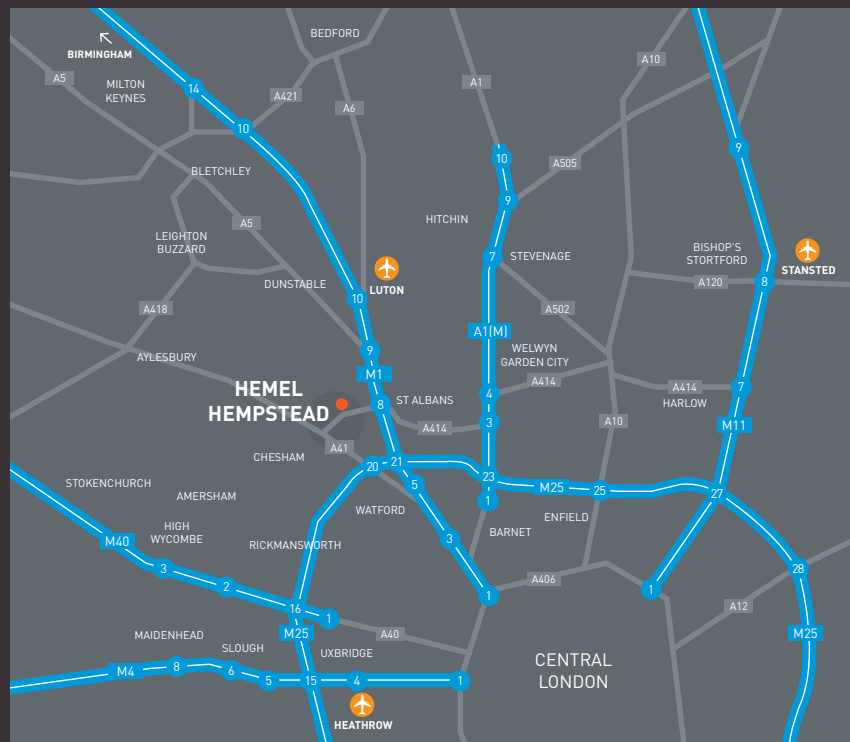 BEDFORD
BIRMINGHAM
A5
MILTON
KEYNES
14
A421
A6
A1
A10
10
BLETCHLEY
10
A505
9
9
HITCHIN
A5
LEIGHTON
BUZZARD
7
STEVENAGE
BISHOP'S
STORTFORD
STANSTED
LUTON
DUNSTABLE
10
A120
8
A418
A502
A1(M)
AYLESBURY
9
M1
WELWYN
GARDEN CITY
A414
4
A414
7
HARLOW
HEMEL
HEMPSTEAD
8
ST ALBANS
A414
3
A10
M11
A41
CHESHAM
20
21
5
23
1
M25
25
27
STOKENCHURCH
AMERSHAM
WATFORD
ENFIELD
BARNET
HIGH
WYCOMBE
RICKMANSWORTH
M40
3
3
2
28
A406
1
1
16
1
A12
M25
A40
M25
MAIDENHEAD
SLOUGH
UXBRIDGE
CENTRAL
LONDON
M4
8
6
5
15
4
1
HEATHROW